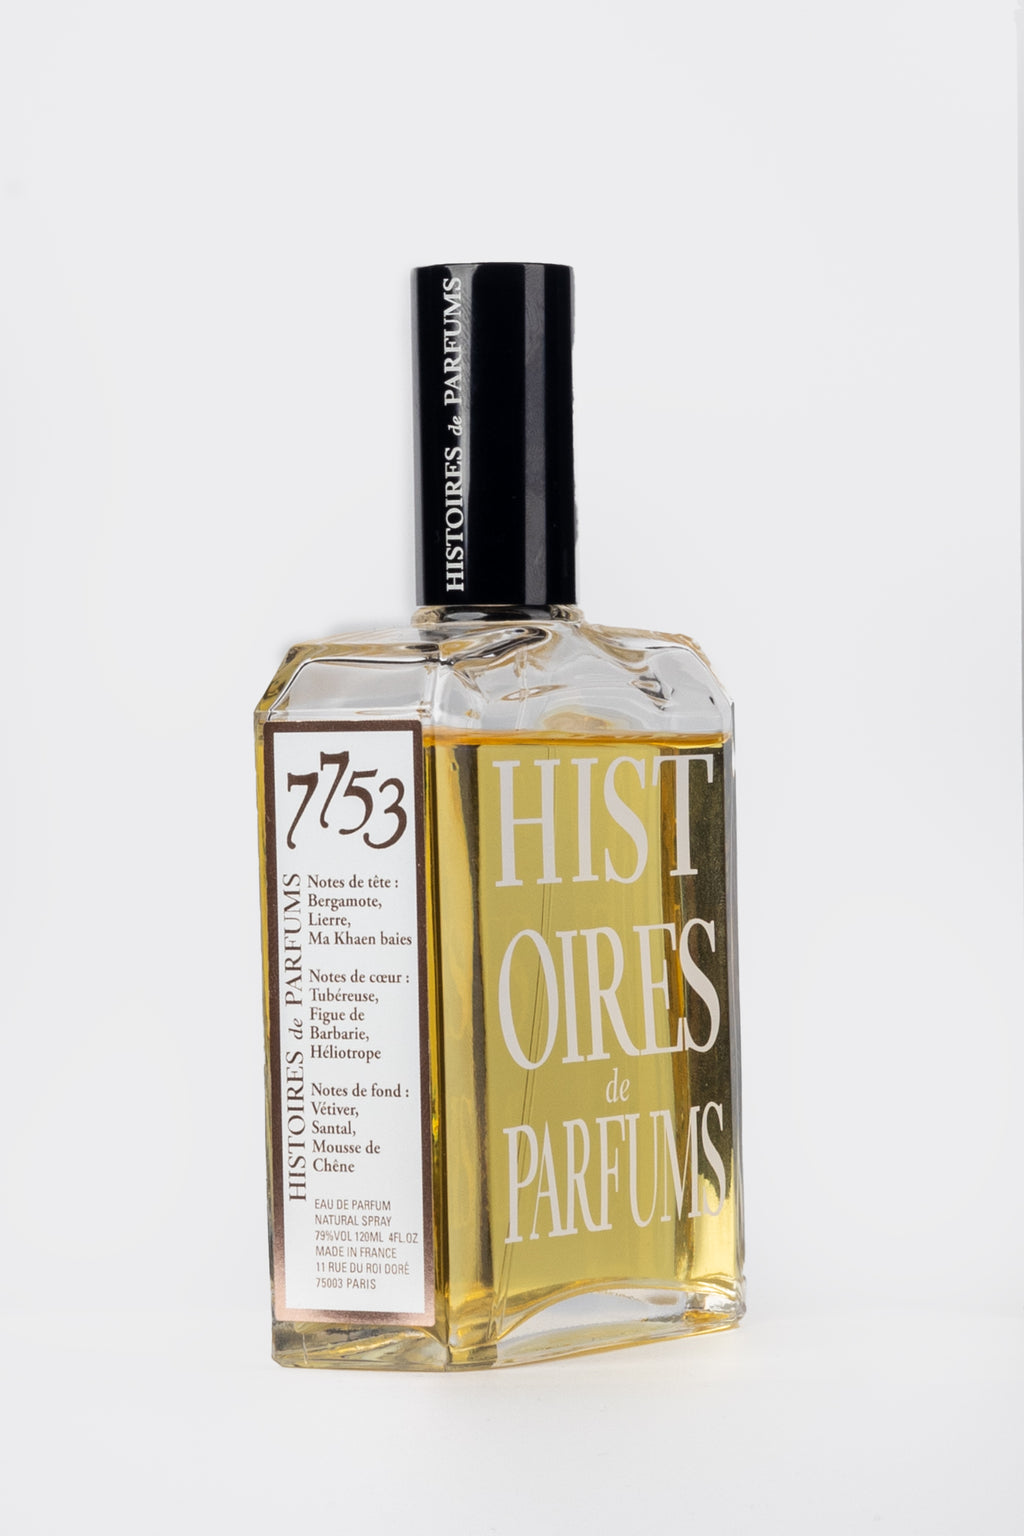 HISTOIRES de PARFUMS
7753
HISTOIRES de PARFUMS
Notes de tête :
Bergamote,
Lierre,
Ma Khaen baies
Notes de cœur :
Tubéreuse,
Figue de
Barbarie,
Héliotrope
Notes de fond :
Vétiver,
Santal,
Mousse de
Chêne
EAU DE PARFUM
NATURAL SPRAY
79%VOL 120ML 4FL.OZ
MADE IN FRANCE
11 RUE DU ROI DORÉ
75003 PARIS
HIST
OIRES
de
PARFUMS